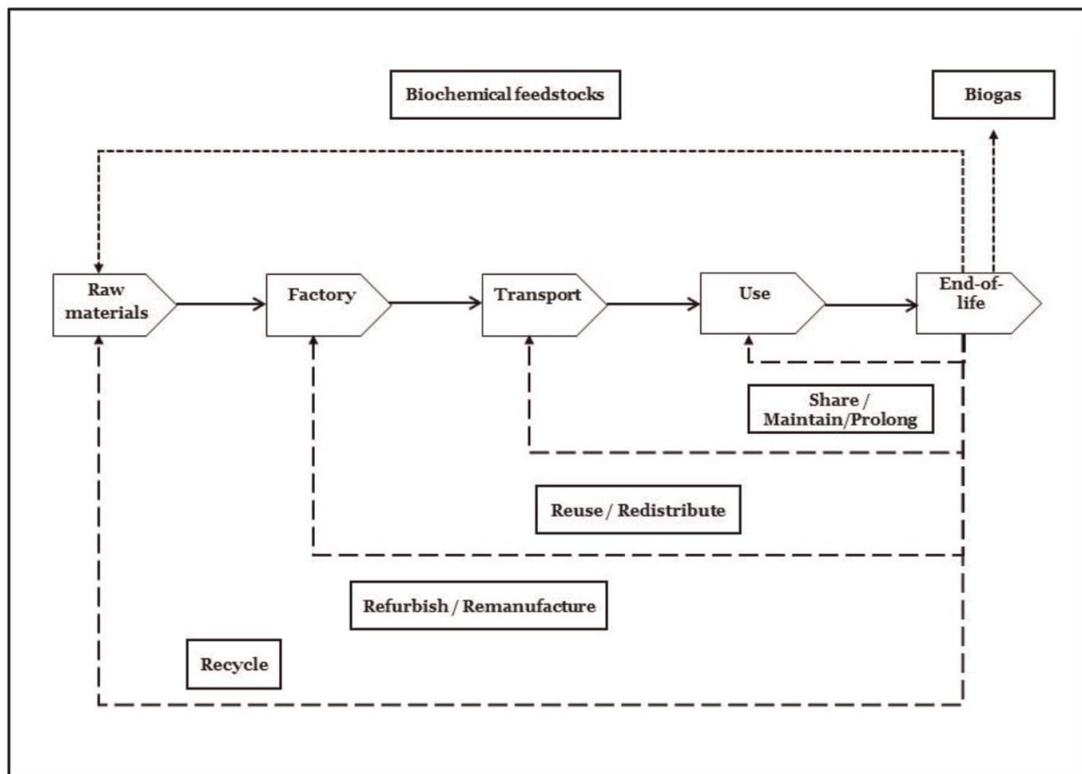 Biochemical feedstocks
Biogas
Raw
materials
Factory
Transport
Use
End-of-
life
Share /
Maintain/Prolong
Reuse / Redistribute
Refurbish / Remanufacture
Recycle